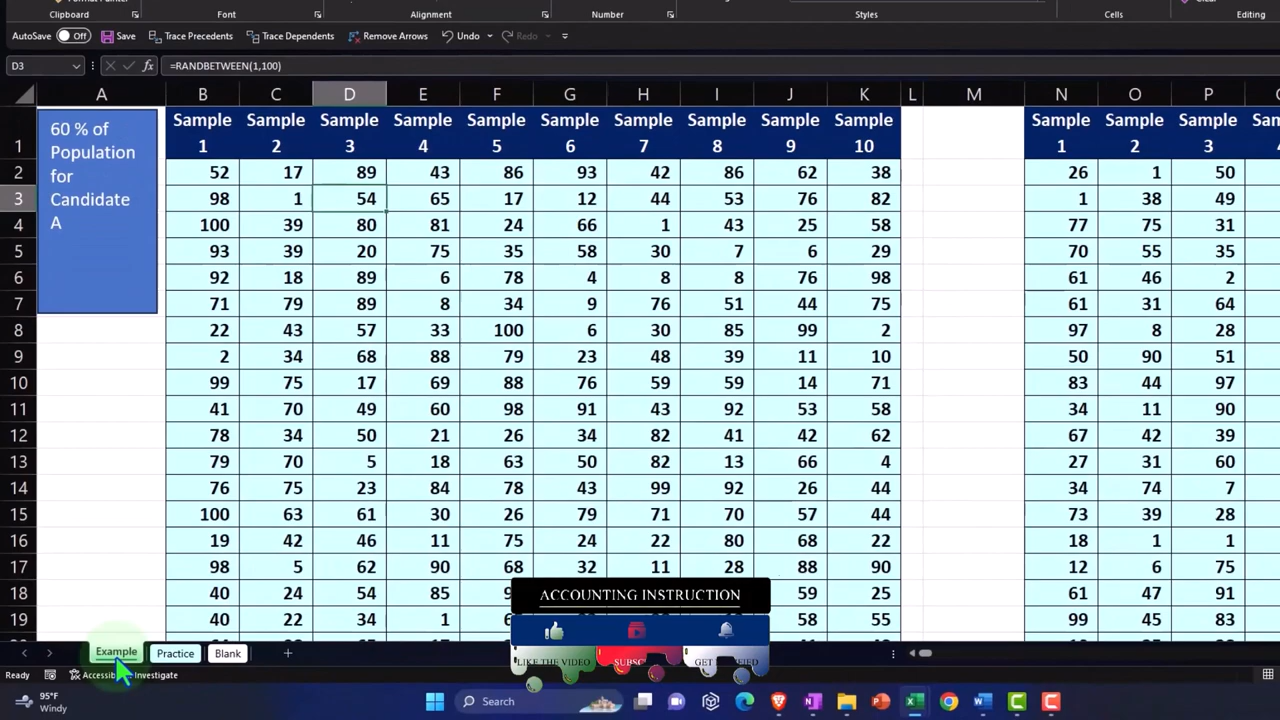 Clipboard Font Alignment Number Styles Cells Editing
AutoSave Off Save Trace Precedents Trace Dependents Remove Arrows Undo Redo
D3 fx =RANDBETWEEN(1,100)
A B C D E F G H I J K L M N O P
60 % of
Population
for
Candidate
A
Sample Sample Sample Sample Sample Sample Sample Sample Sample Sample Sample Sample Sample
1 1 2 3 4 5 6 7 8 9 10 1 2 3
2 52 17 89 43 86 93 42 86 62 38 26 1 50
3 98 1 54 65 17 12 44 53 76 82 1 38 49
4 100 39 80 81 24 66 1 43 25 58 77 75 31
5 93 39 20 75 35 58 30 7 6 29 70 55 35
6 92 18 89 6 78 4 8 8 76 98 61 46 2
7 71 79 89 8 34 9 76 51 44 75 61 31 64
8 22 43 57 33 100 6 30 85 99 2 97 8 28
9 2 34 68 88 79 23 48 39 11 10 50 90 51
10 99 75 17 69 88 76 59 59 14 71 83 44 97
11 41 70 49 60 98 91 43 92 53 58 34 11 90
12 78 34 50 21 26 34 82 41 42 62 67 42 39
13 79 70 5 18 63 50 82 13 66 4 27 31 60
14 76 75 23 84 78 43 99 92 26 44 34 74 7
15 100 63 61 30 26 79 71 70 57 44 73 39 28
16 19 42 46 11 75 24 22 80 68 22 18 1 1
17 98 5 62 90 68 32 11 28 88 90 12 6 75
18 40 24 54 85 59 25 61 47 91
19 40 22 34 1 58 55 99 45 83
ACCOUNTING INSTRUCTION
LIKE THE VIDEO
Example Practice Blank
Ready Investigate
95°F
Windy
Search